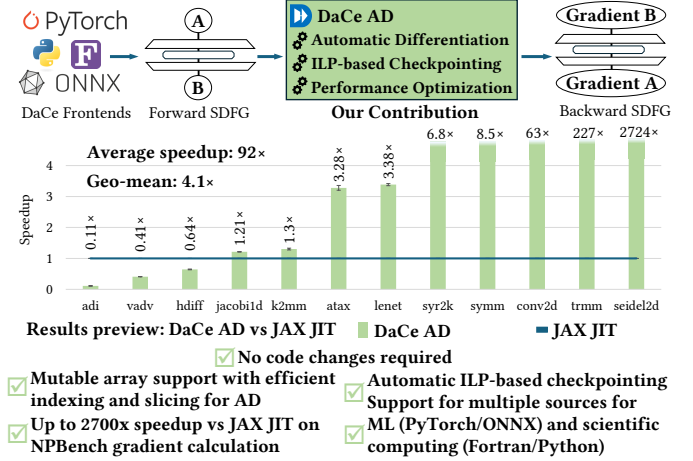 PyTorch
F
ONNX
DaCe Frontends
A
B
Forward SDFG
DaCe AD
Automatic Differentiation
ILP-based Checkpointing
Performance Optimization
Our Contribution
Gradient B
Gradient A
Backward SDFG
Average speedup: 92×
Geo-mean: 4.1×
Speedup
4
3
2
1
0
0.11×
0.41×
0.64×
1.21×
1.3×
3.28×
3.38×
6.8×
8.5×
63×
227×
2724×
adi
vadv
hdiff
jacobi1d
k2mm
atax
lenet
syr2k
symm
conv2d
trmm
seidel2d
Results preview: DaCe AD vs JAX JIT
DaCe AD
JAX JIT
No code changes required
Mutable array support with efficient
indexing and slicing for AD
Up to 2700x speedup vs JAX JIT on
NPBench gradient calculation
Automatic ILP-based checkpointing
Support for multiple sources for
ML (PyTorch/ONNX) and scientific
computing (Fortran/Python)